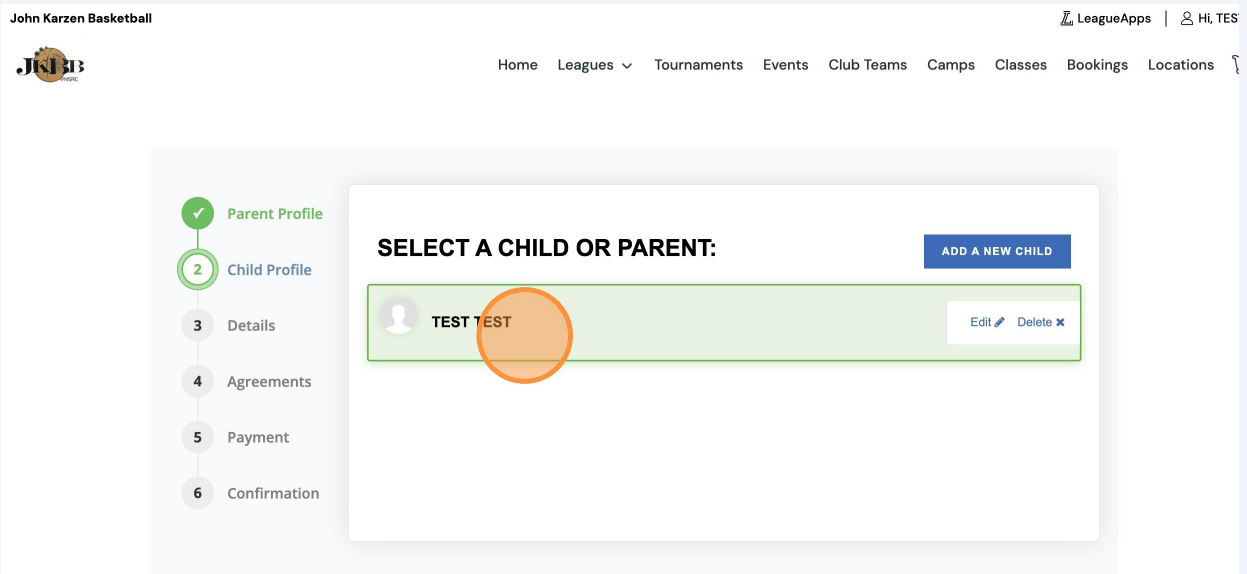 John Karzen Basketball
LeagueApps
Hi, TES
JKBB
@NSRC
Home Leagues Tournaments Events Club Teams Camps Classes Bookings Locations
Parent Profile
2 Child Profile
3 Details
4 Agreements
5 Payment
6 Confirmation
SELECT A CHILD OR PARENT:
ADD A NEW CHILD
TEST TEST
Edit Delete